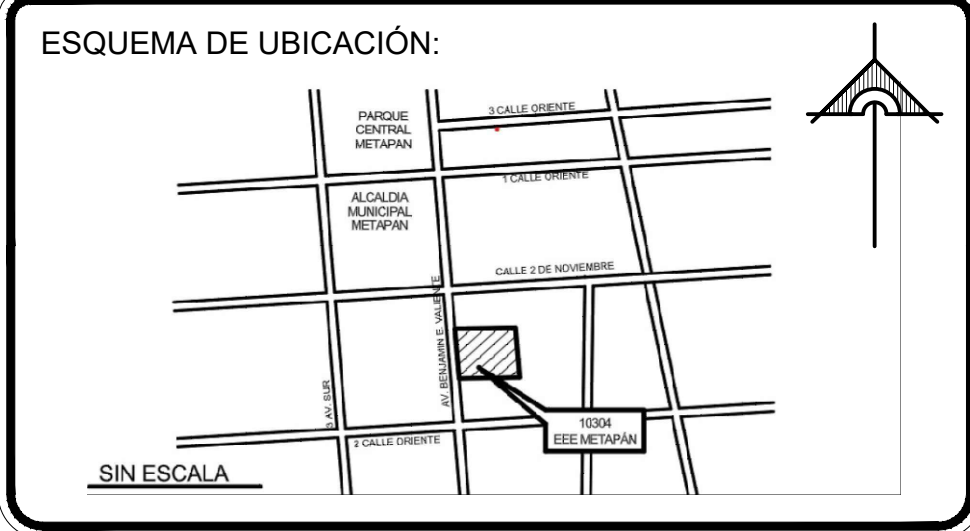 ESQUEMA DE UBICACIÓN:
3 CALLE ORIENTE
PARQUE
CENTRAL
METAPAN
1 CALLE ORIENTE
ALCALDIA
MUNICIPAL
METAPAN
CALLE 2 DE NOVIEMBRE
AV. BENJAMIN E. VALIENTE
3 AV. SUR
10304
EEE METAPÁN
2 CALLE ORIENTE
SIN ESCALA